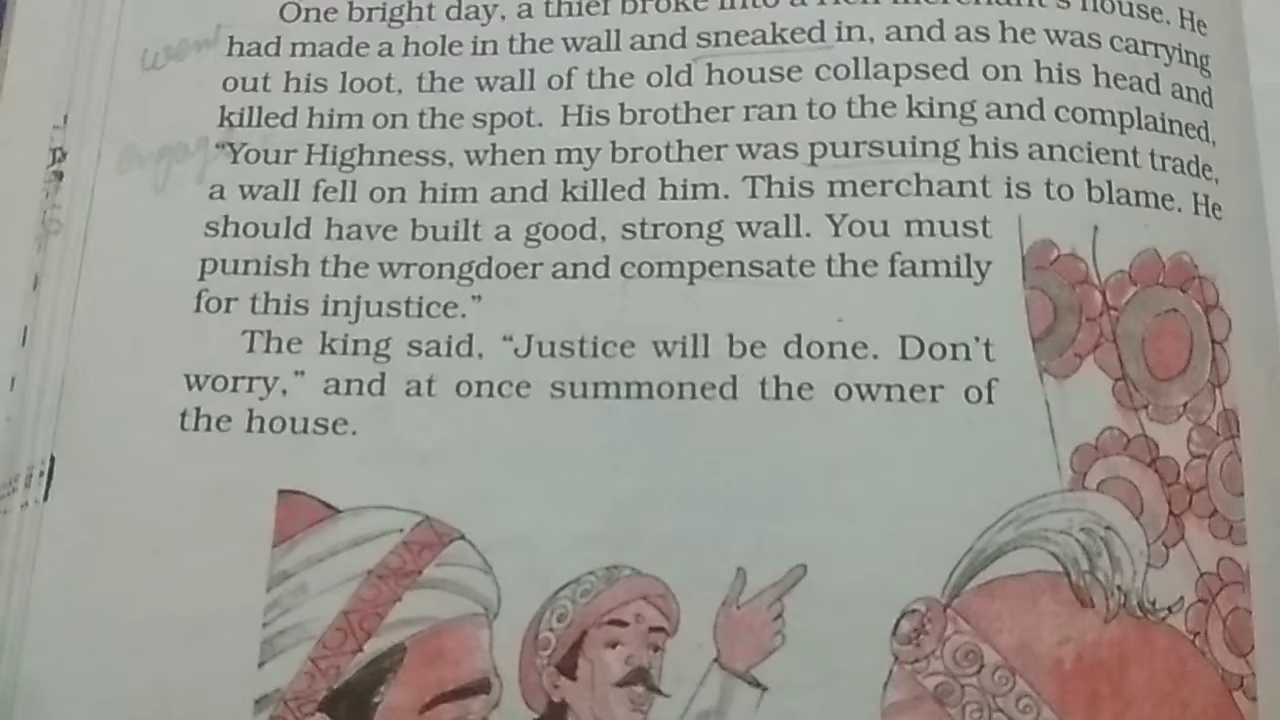 One bright day, a thief broke into a rich merchant's house. He
had made a hole in the wall and sneaked in, and as he was carrying
out his loot, the wall of the old house collapsed on his head and
killed him on the spot. His brother ran to the king and complained,
“Your Highness, when my brother was pursuing his ancient trade,
a wall fell on him and killed him. This merchant is to blame. He
should have built a good, strong wall. You must
punish the wrongdoer and compensate the family
for this injustice.”
The king said, “Justice will be done. Don't
worry,” and at once summoned the owner of
the house.